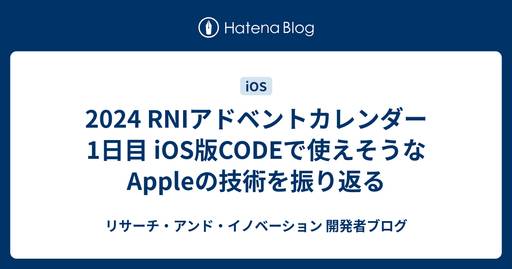 Hatena Blog
iOS
2024 RNIアドベントカレンダー
1日目 iOS版CODEで使えそうな
Appleの技術を振り返る
リサーチ・アンド・イノベーション 開発者ブログ